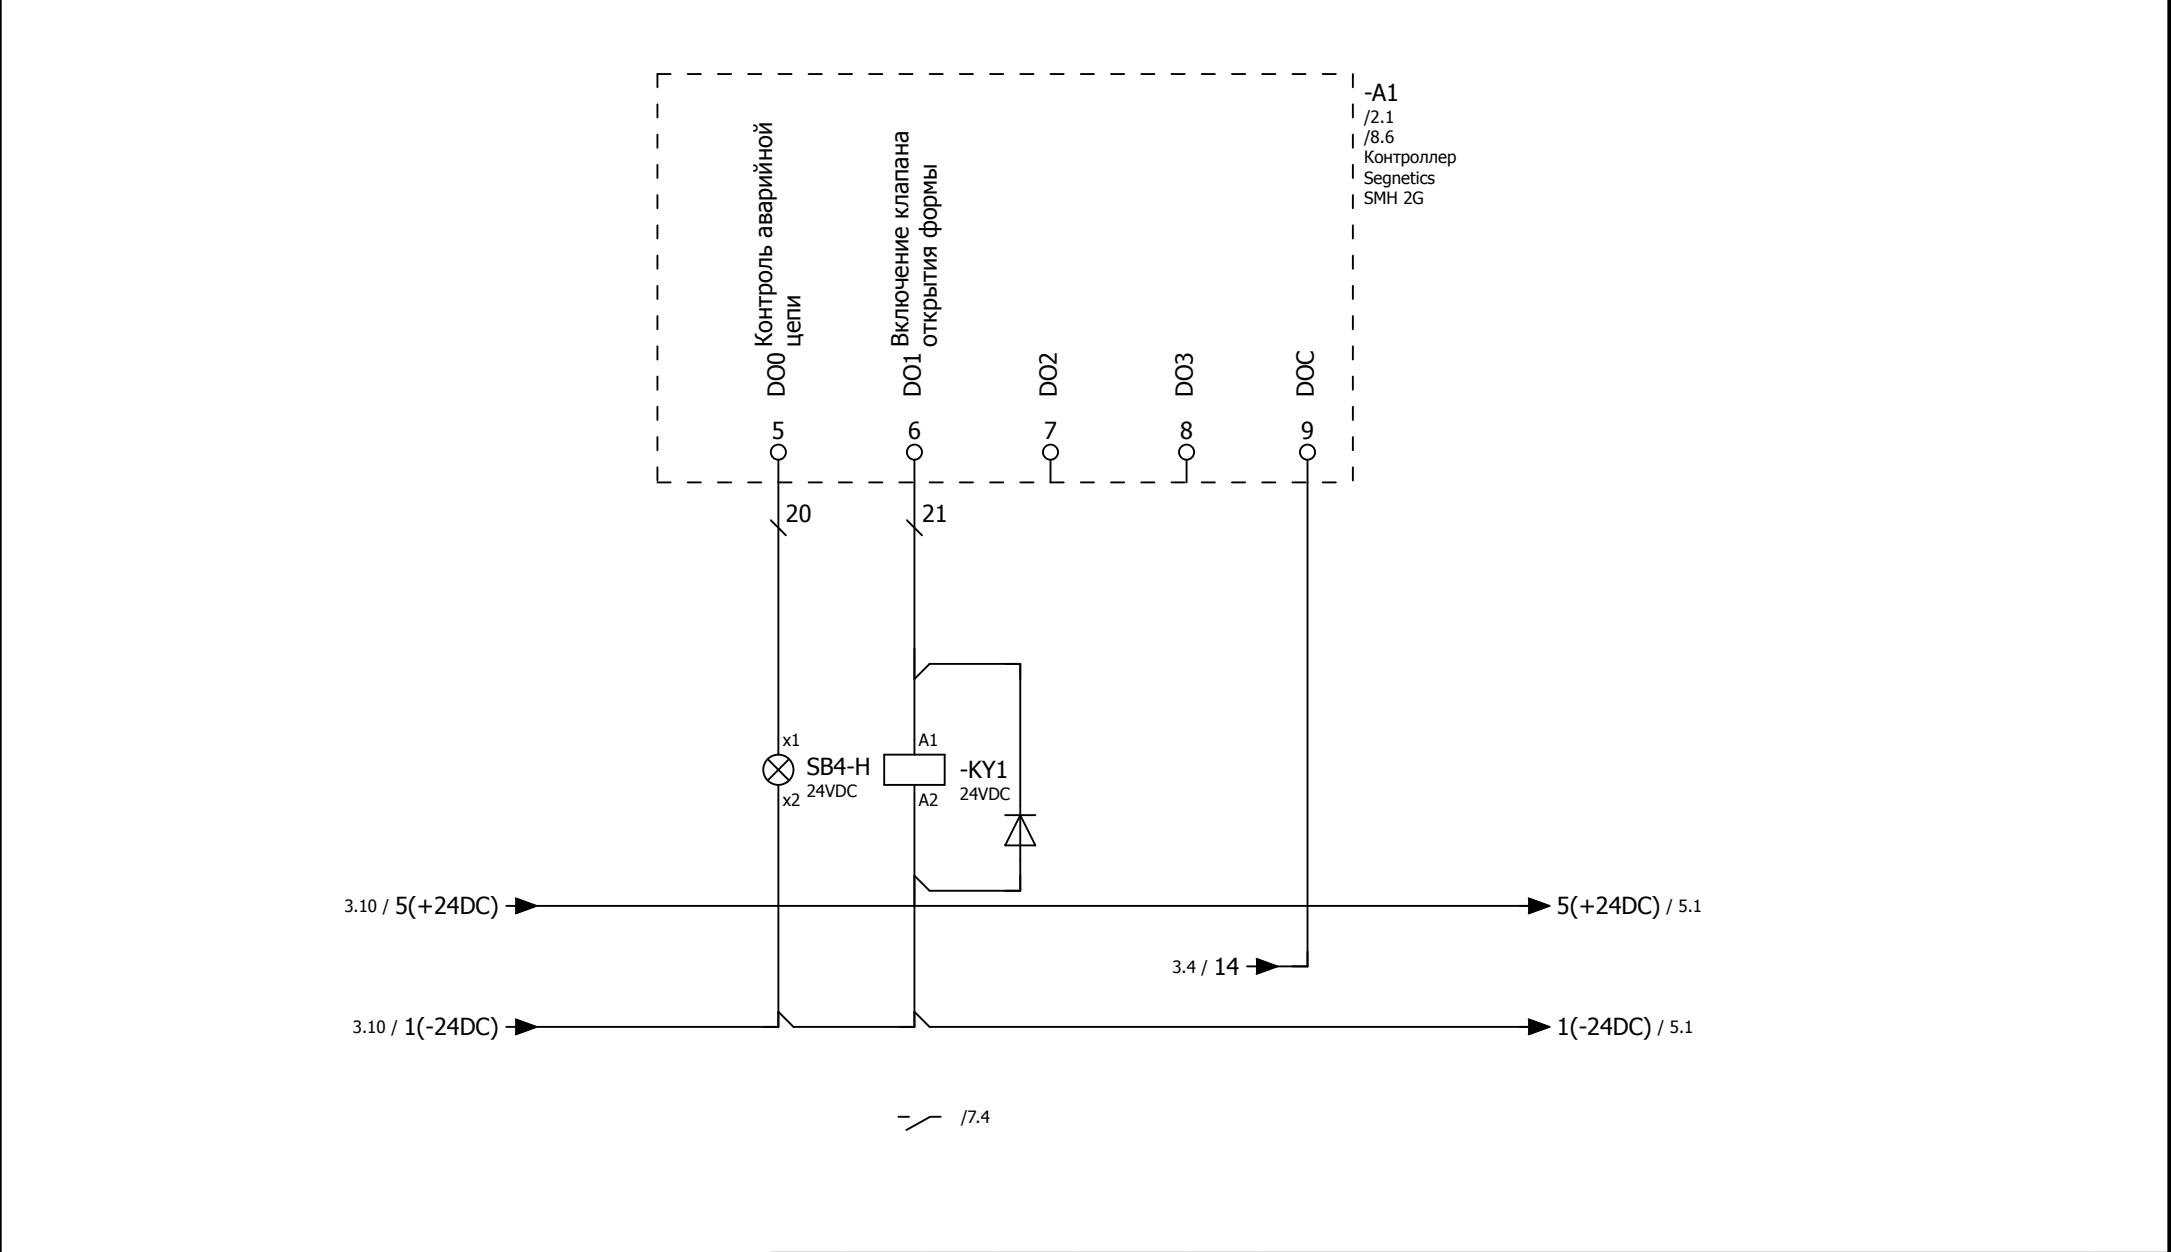 -A1
/2.1
/8.6
Контроллер
Segnetics
SMH 2G
Контроль аварийной
цепи
Включение клапана
открытия формы
DO0
DO1
DO2
DO3
DOC
5
6
7
8
9
20
21
x1
SB4-H
24VDC
x2
A1
-KY1
24VDC
A2
3.10 / 5(+24DC)
5(+24DC) / 5.1
3.4 / 14
3.10 / 1(-24DC)
1(-24DC) / 5.1
/7.4